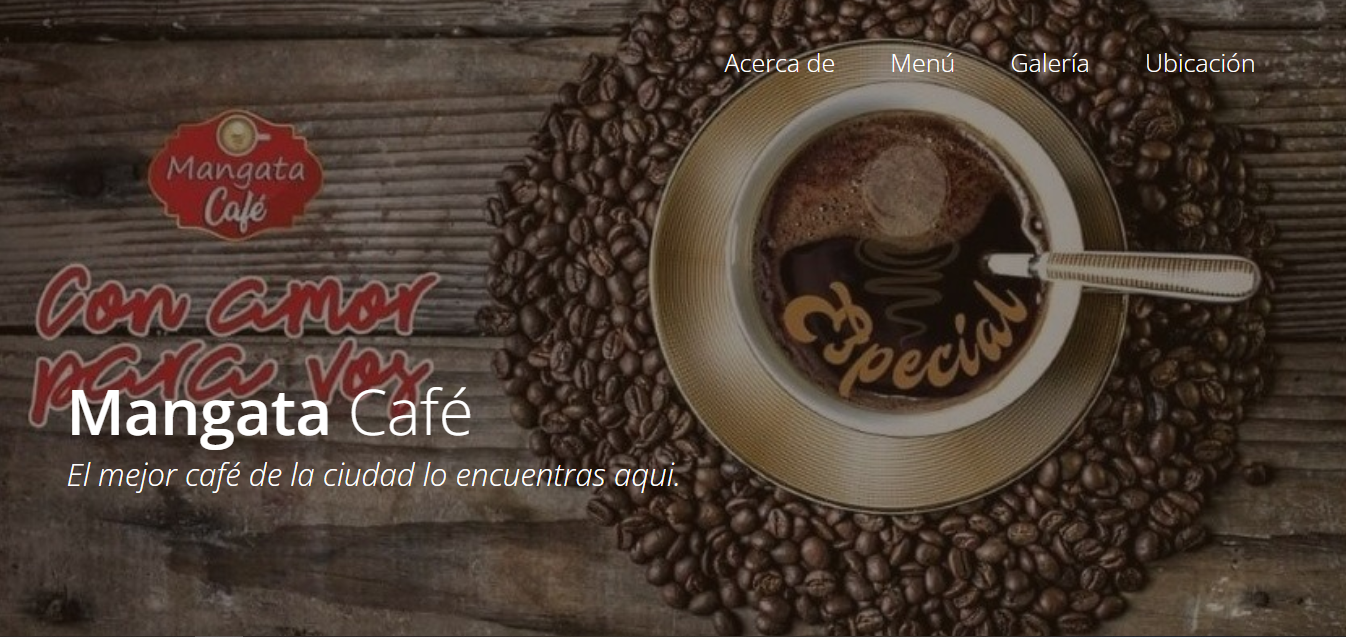 Acerca de Menú Galería Ubicación
Mangata
Café
Con amor
para vos
Especial
Mangata Café
El mejor café de la ciudad lo encuentras aqui.